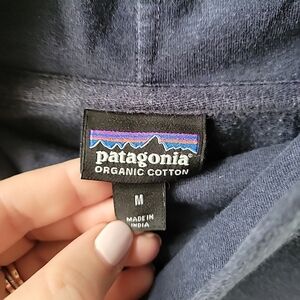 patagonia®
ORGANIC COTTON
M
MADE IN
INDIA